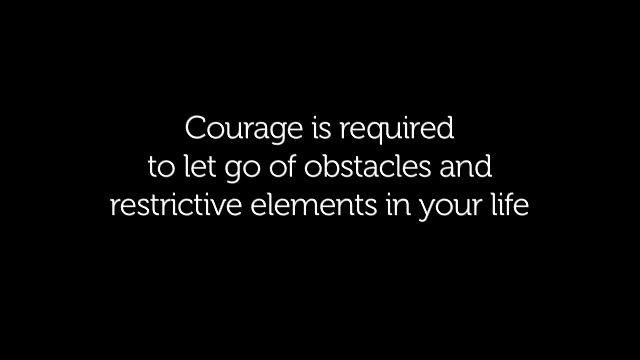 Courage is required
to let go of obstacles and
restrictive elements in your life